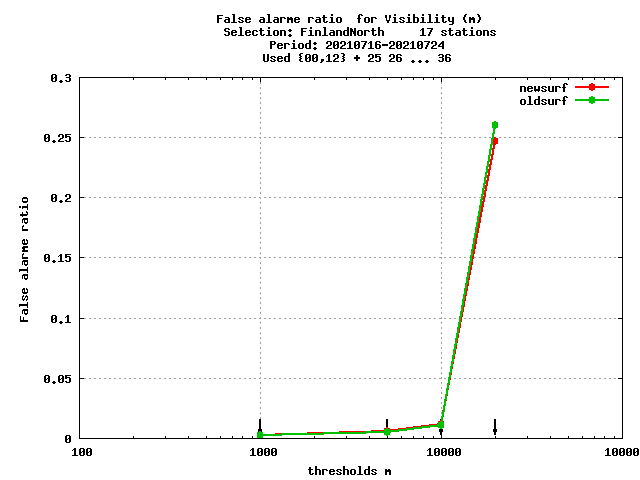 False alarme ratio  for Visibility (m)
Selection: FinlandNorth     17 stations
Period: 20210716-20210724
Used {00,12} + 25 26 ... 36
newsurf
oldsurf
0.3
0.25
0.2
0.15
0.1
0.05
0
False alarme ratio
100 1000 10000 10000
thresholds m